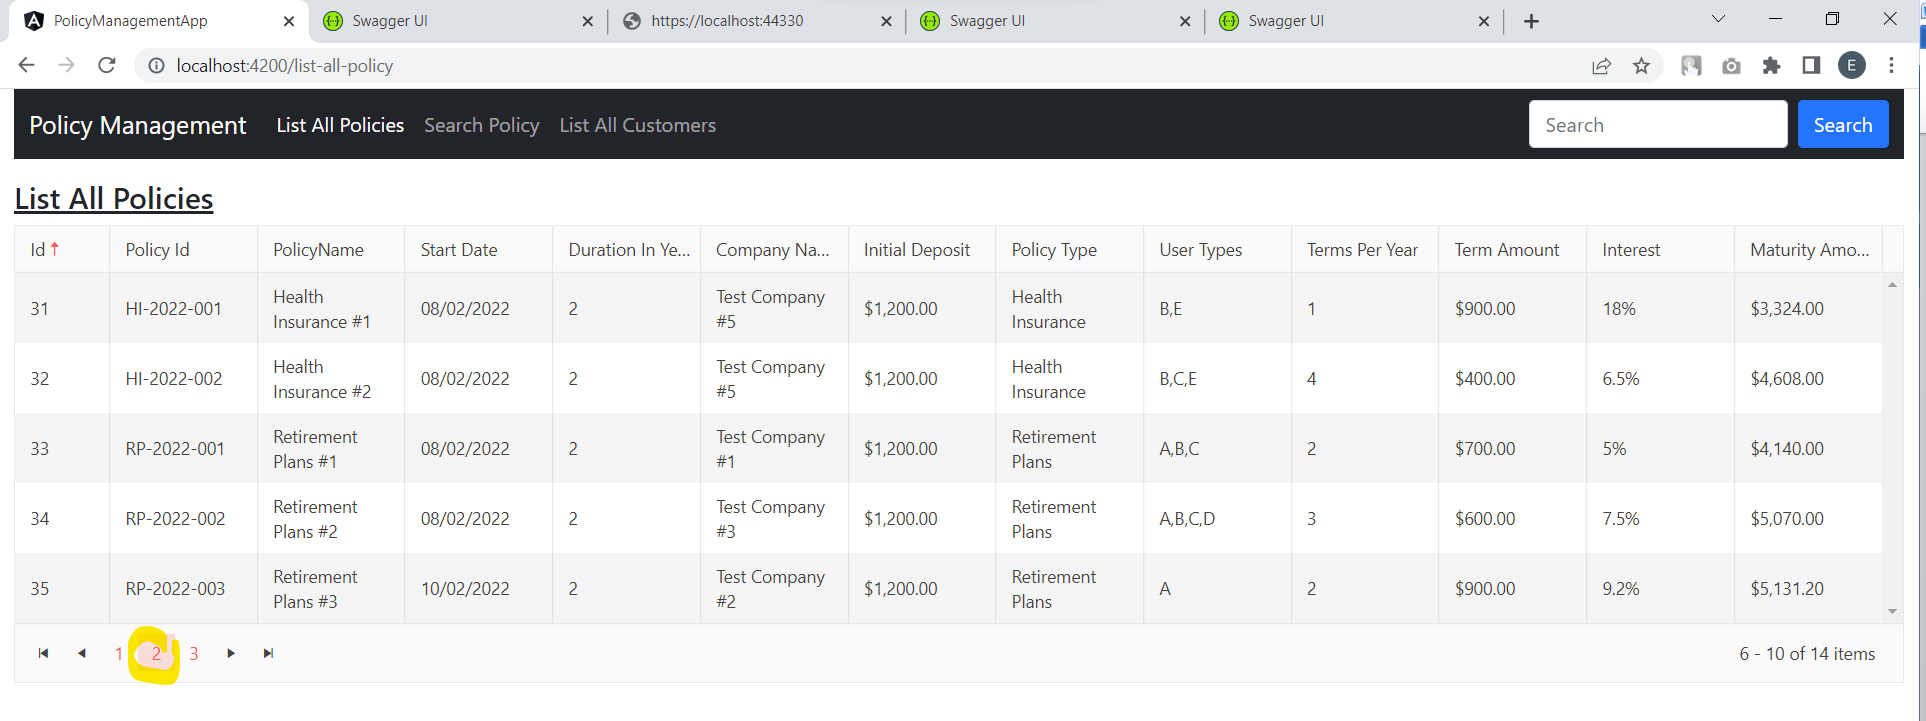 PolicyManagementApp Swagger UI https://localhost:44330 Swagger UI Swagger UI
localhost:4200/list-all-policy E
Policy Management List All Policies Search Policy List All Customers Search Search
List All Policies
Id Policy Id PolicyName Start Date Duration In Ye... Company Na... Initial Deposit Policy Type User Types Terms Per Year Term Amount Interest Maturity Amo...
31 HI-2022-001 Health Insurance #1 08/02/2022 2 Test Company #5 $1,200.00 Health Insurance B,E 1 $900.00 18% $3,324.00
32 HI-2022-002 Health Insurance #2 08/02/2022 2 Test Company #5 $1,200.00 Health Insurance B,C,E 4 $400.00 6.5% $4,608.00
33 RP-2022-001 Retirement Plans #1 08/02/2022 2 Test Company #1 $1,200.00 Retirement Plans A,B,C 2 $700.00 5% $4,140.00
34 RP-2022-002 Retirement Plans #2 08/02/2022 2 Test Company #3 $1,200.00 Retirement Plans A,B,C,D 3 $600.00 7.5% $5,070.00
35 RP-2022-003 Retirement Plans #3 10/02/2022 2 Test Company #2 $1,200.00 Retirement Plans A 2 $900.00 9.2% $5,131.20
1 2 3 6 - 10 of 14 items